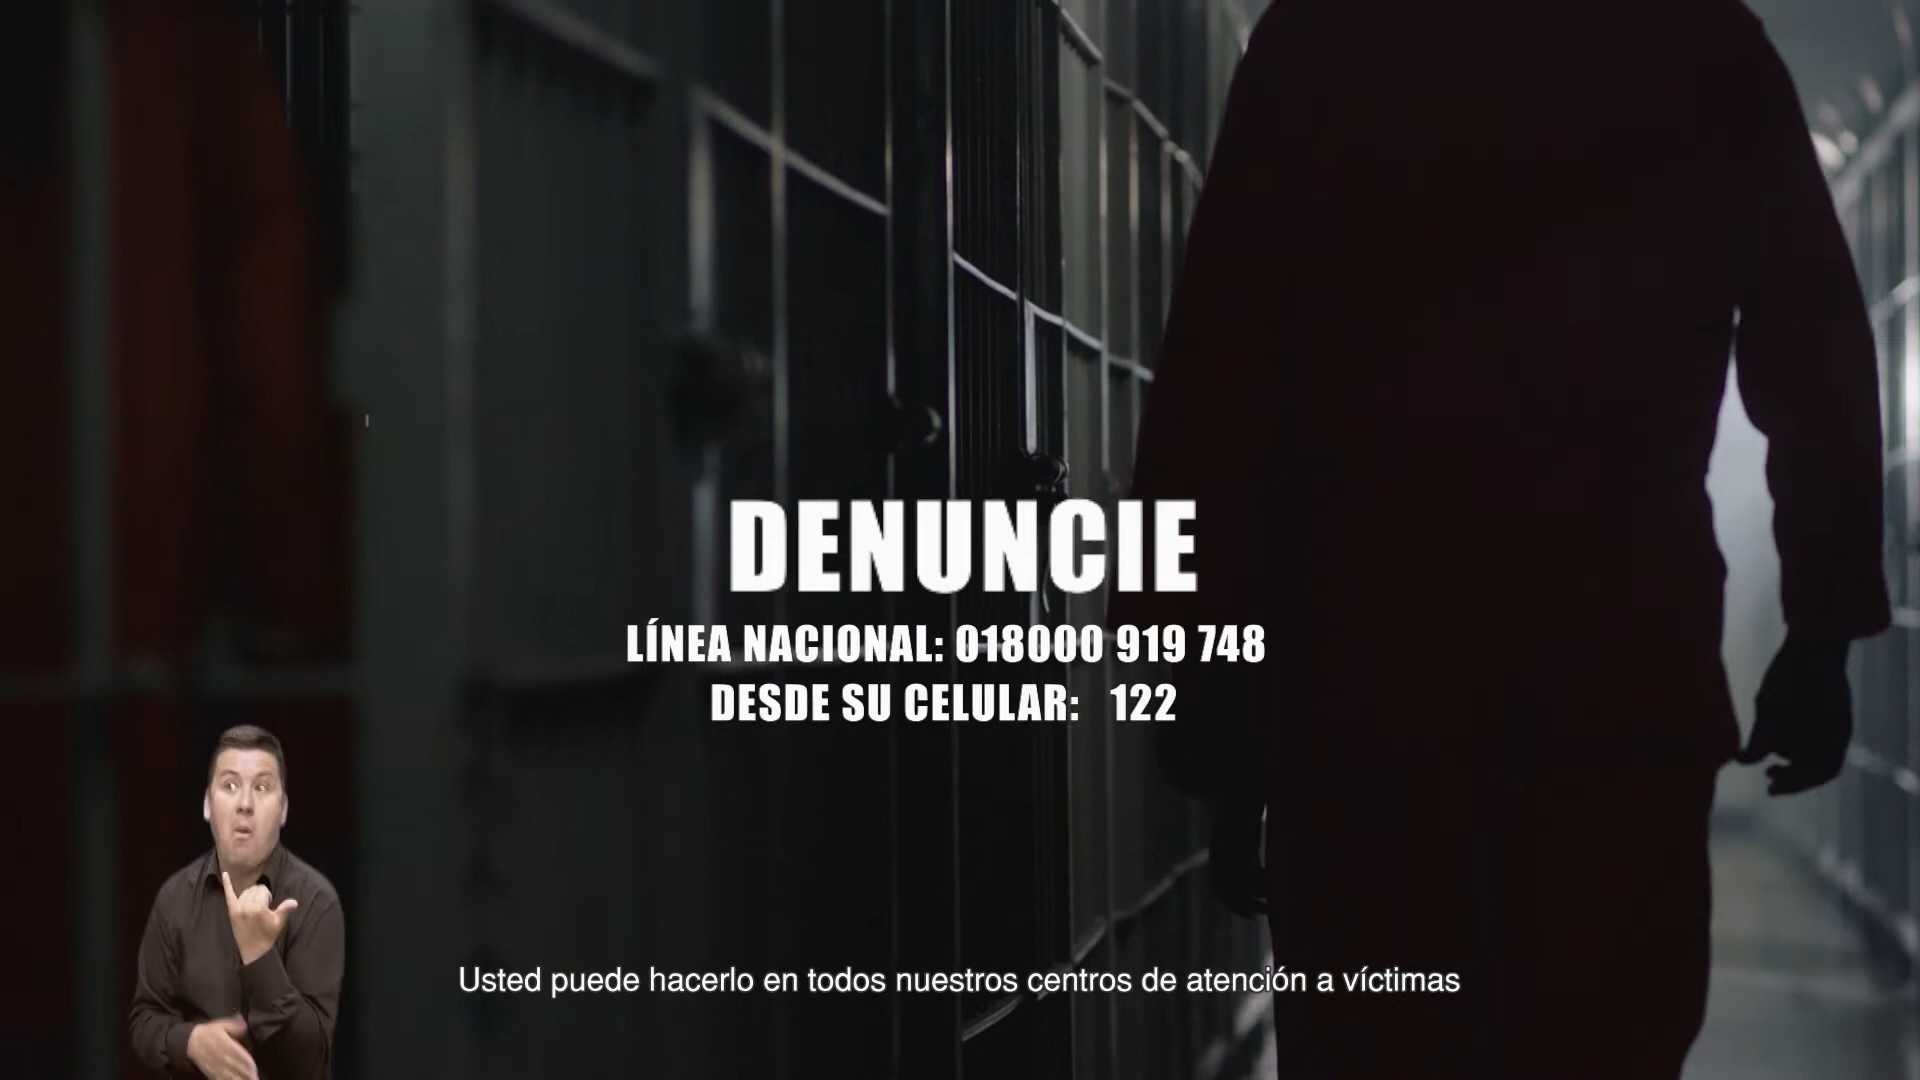 DENUNCIE
LÍNEA NACIONAL: 018000 919 748
DESDE SU CELULAR: 122
Usted puede hacerlo en todos nuestros centros de atención a víctimas